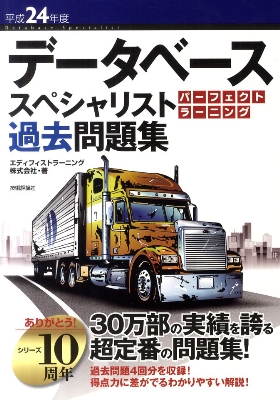 平成24年度
Database Specialist
データベース
スペシャリスト
パーフェクト
ラーニング
過去問題集
エディフィストラーニング
株式会社・著
技術評論社
ありがとう!
シリーズ
10
周年
30万部の実績を誇る
超定番の問題集!
過去問題4回分を収録!
得点力に差がでるわかりやすい解説!